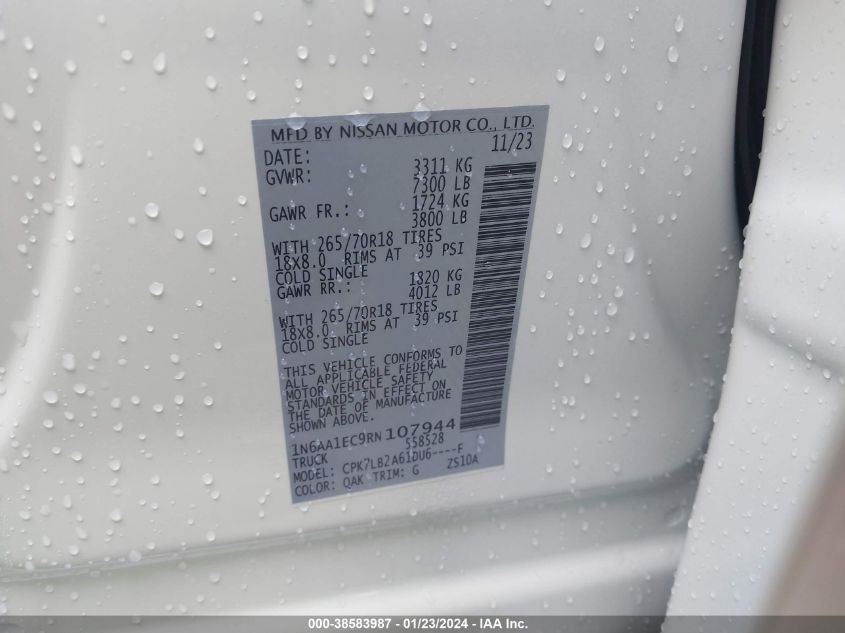 MFD BY NISSAN MOTOR CO., LTD.
DATE: 11/23
GVWR: 3311 KG
7300 LB
GAWR FR.: 1724 KG
3800 LB
WITH 265/70R18 TIRES
18X8.0 RIMS AT 39 PSI
COLD SINGLE
GAWR RR.: 1820 KG
4012 LB
WITH 265/70R18 TIRES
18X8.0 RIMS AT 39 PSI
COLD SINGLE
THIS VEHICLE CONFORMS TO
ALL APPLICABLE FEDERAL
MOTOR VEHICLE SAFETY
STANDARDS IN EFFECT ON
THE DATE OF MANUFACTURE
SHOWN ABOVE.
1N6AA1EC9RN107944
TRUCK 558528
MODEL: CPK7LB2A61DU6----F
COLOR: QAK TRIM: G ZS10A
000-38583987 - 01/23/2024 - IAA Inc.